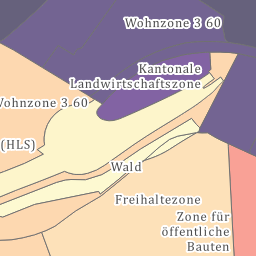 Wohnzone 3 60
Kantonale
Landwirtschaftszone
Wohnzone 3 60
(HLS)
Wald
Freihaltezone
Zone für
öffentliche
Bauten